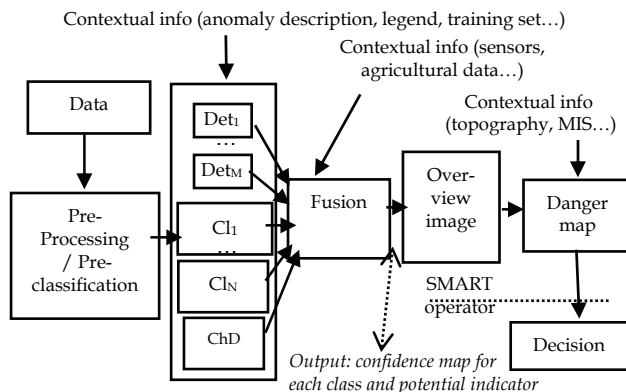 Contextual info (anomaly description, legend, training set…)
Contextual info (sensors,
agricultural data…)
Contextual info
(topography, MIS…)
Data
Pre-
Processing
/ Pre-
classification
Det1
…
DetM
Cl1
…
ClN
ChD
Fusion
Over-
view
image
Danger
map
SMART
operator
Decision
Output: confidence map for
each class and potential indicator